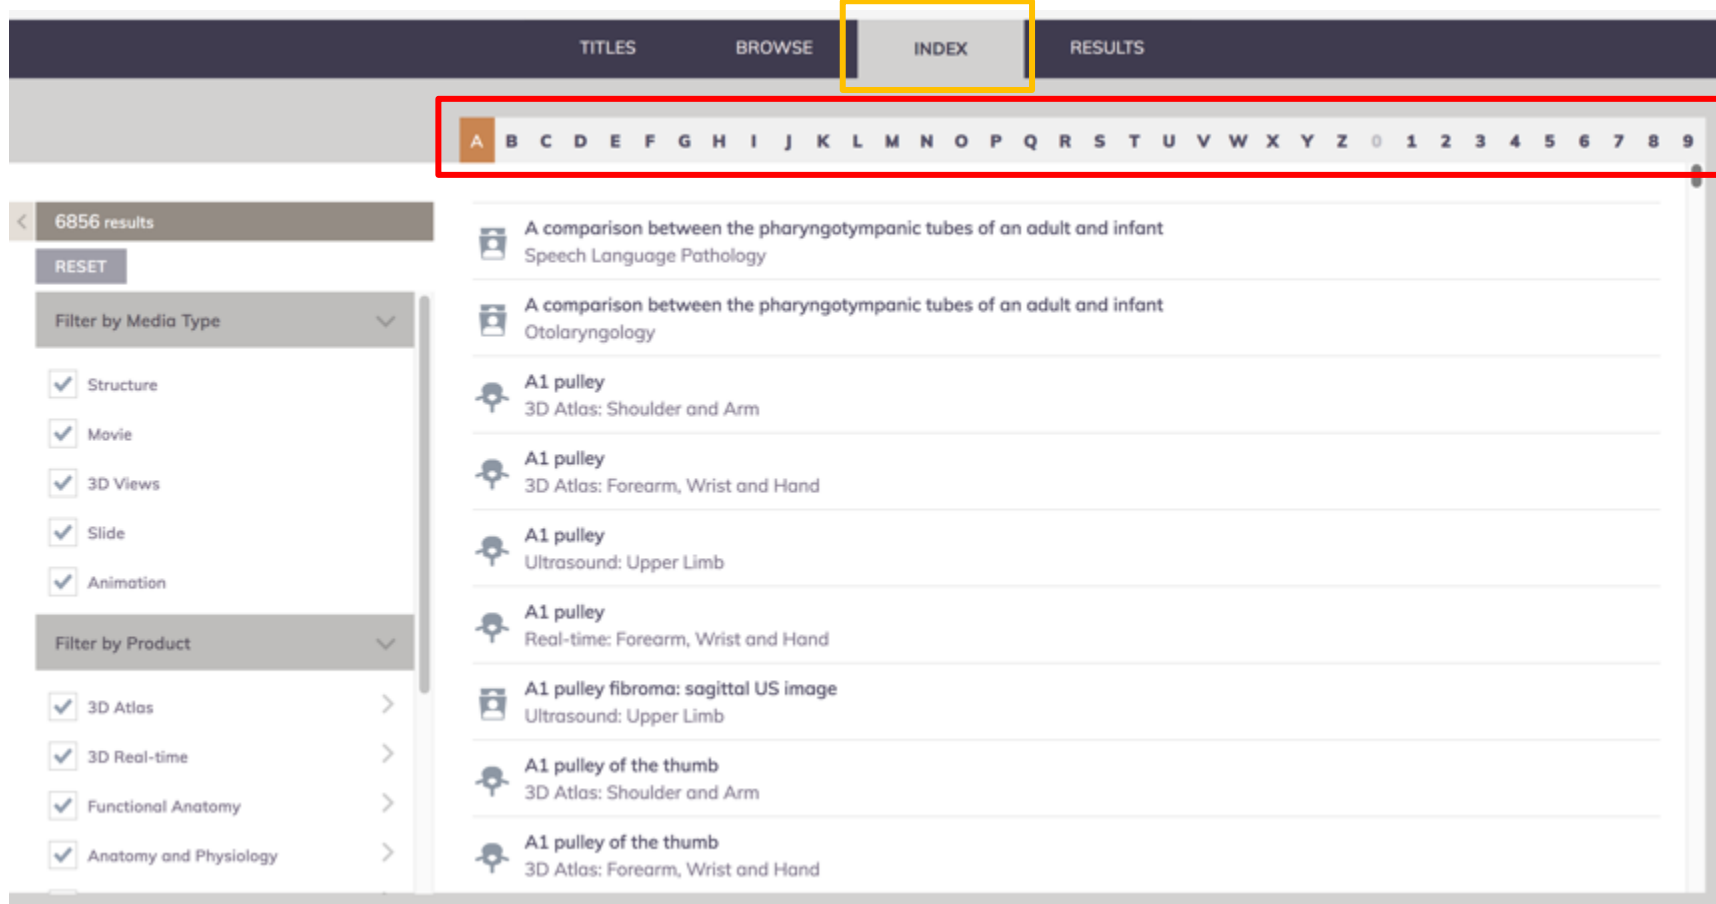 TITLES BROWSE INDEX RESULTS
A B C D E F G H I J K L M N O P Q R S T U V W X Y Z 0 1 2 3 4 5 6 7 8 9
6856 results
RESET
Filter by Media Type
Structure
Movie
3D Views
Slide
Animation
Filter by Product
3D Atlas
3D Real-time
Functional Anatomy
Anatomy and Physiology
A comparison between the pharyngotympanic tubes of an adult and infant
Speech Language Pathology
A comparison between the pharyngotympanic tubes of an adult and infant
Otolaryngology
A1 pulley
3D Atlas: Shoulder and Arm
A1 pulley
3D Atlas: Forearm, Wrist and Hand
A1 pulley
Ultrasound: Upper Limb
A1 pulley
Real-time: Forearm, Wrist and Hand
A1 pulley fibroma: sagittal US image
Ultrasound: Upper Limb
A1 pulley of the thumb
3D Atlas: Shoulder and Arm
A1 pulley of the thumb
3D Atlas: Forearm, Wrist and Hand